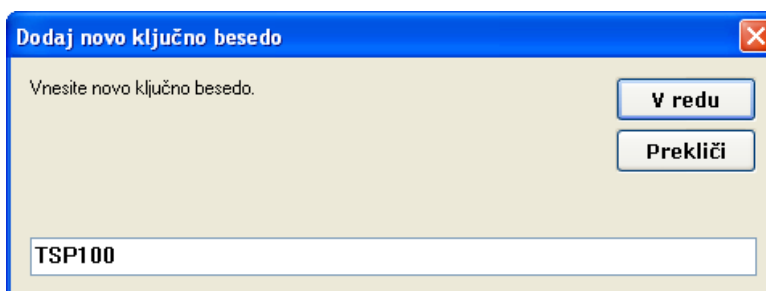 Dodaj novo ključno besedo
Vnesite novo ključno besedo.
V redu
Prekliči
TSP100